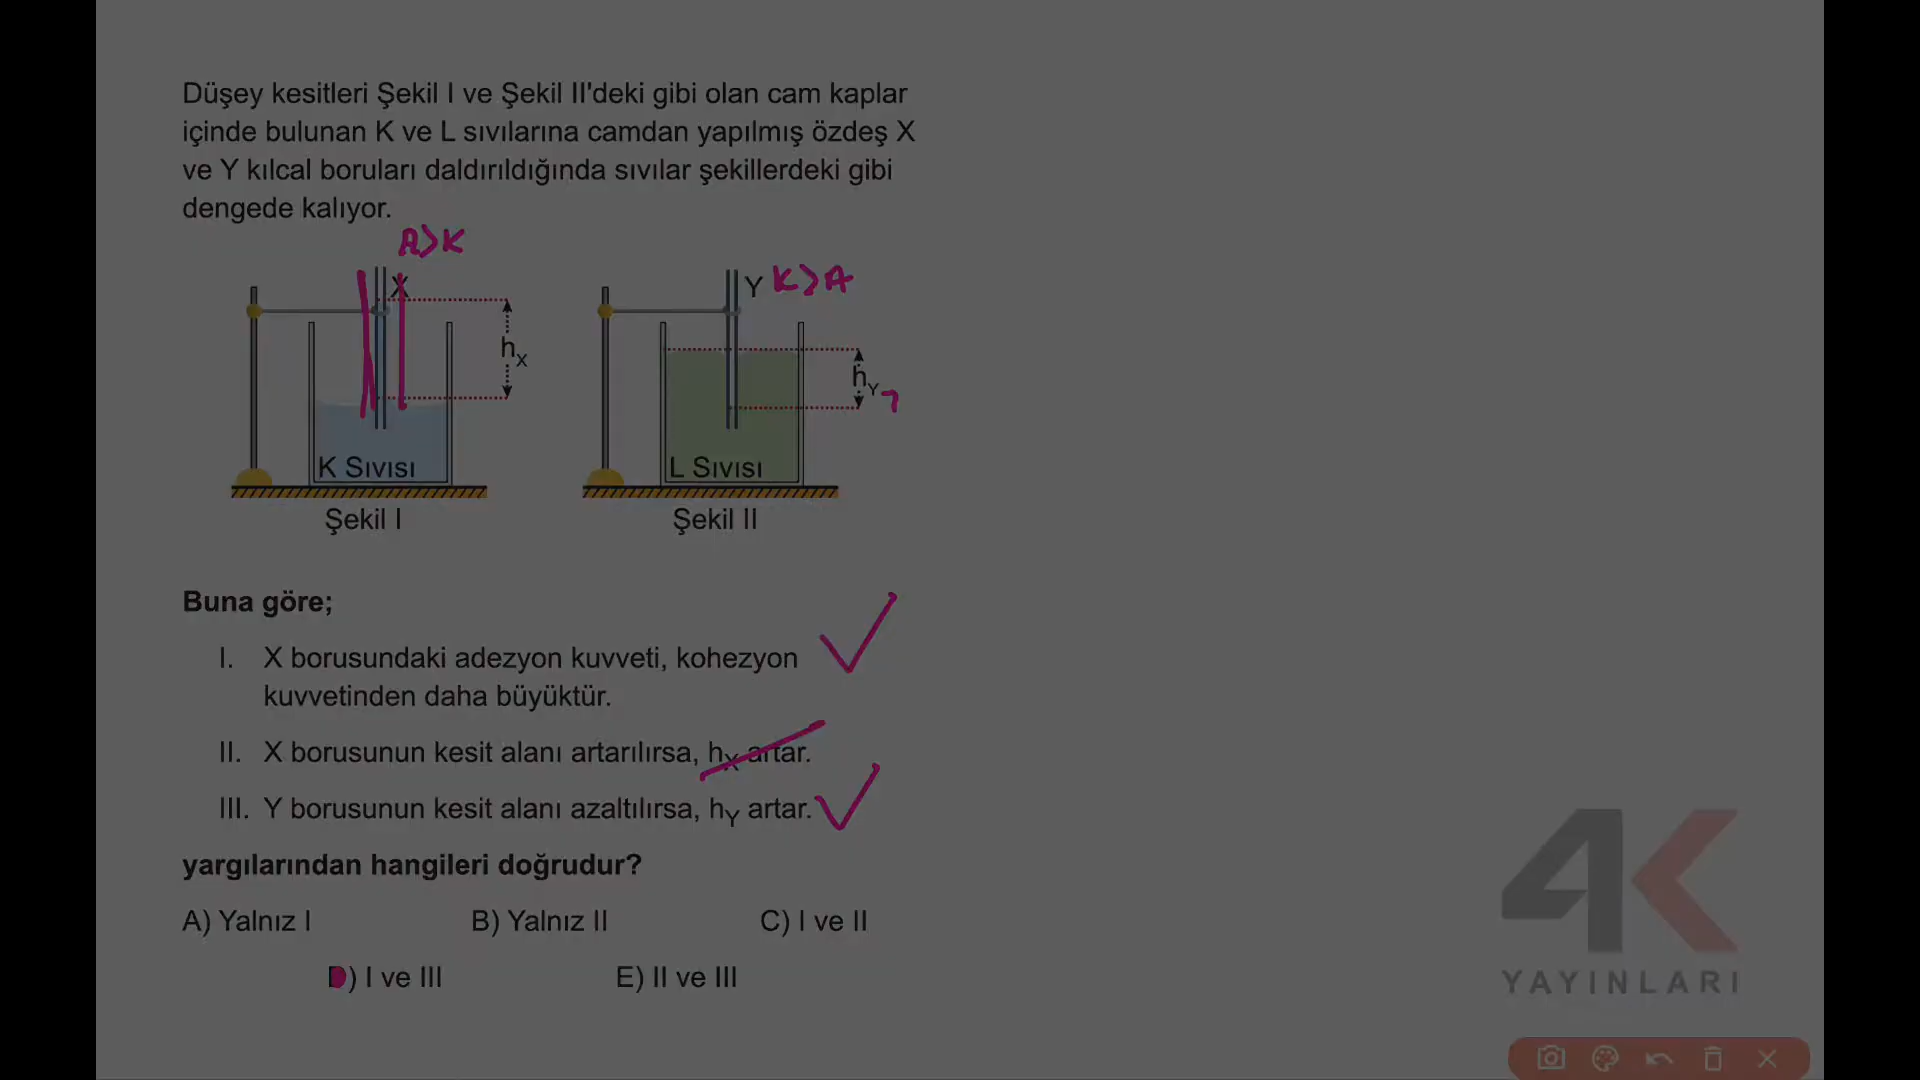 Düşey kesitleri Şekil I ve Şekil II'deki gibi olan cam kaplar
içinde bulunan K ve L sıvılarına camdan yapılmış özdeş X
ve Y kılcal boruları daldırıldığında sıvılar şekillerdeki gibi
dengede kalıyor.
A>K
X
hX
K Sıvısı
Şekil I
Y K>A
hY
L Sıvısı
Şekil II
Buna göre;
I. X borusundaki adezyon kuvveti, kohezyon
kuvvetinden daha büyüktür.
II. X borusunun kesit alanı artarılırsa, hX artar.
III. Y borusunun kesit alanı azaltılırsa, hY artar.
yargılarından hangileri doğrudur?
A) Yalnız I B) Yalnız II C) I ve II
D) I ve III E) II ve III
4K
YAYINLARI